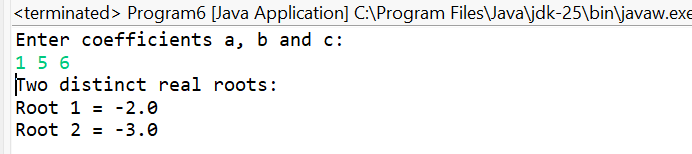 <terminated> Program6 [Java Application] C:\Program Files\Java\jdk-25\bin\javaw.exe
Enter coefficients a, b and c:
1 5 6
Two distinct real roots:
Root 1 = -2.0
Root 2 = -3.0